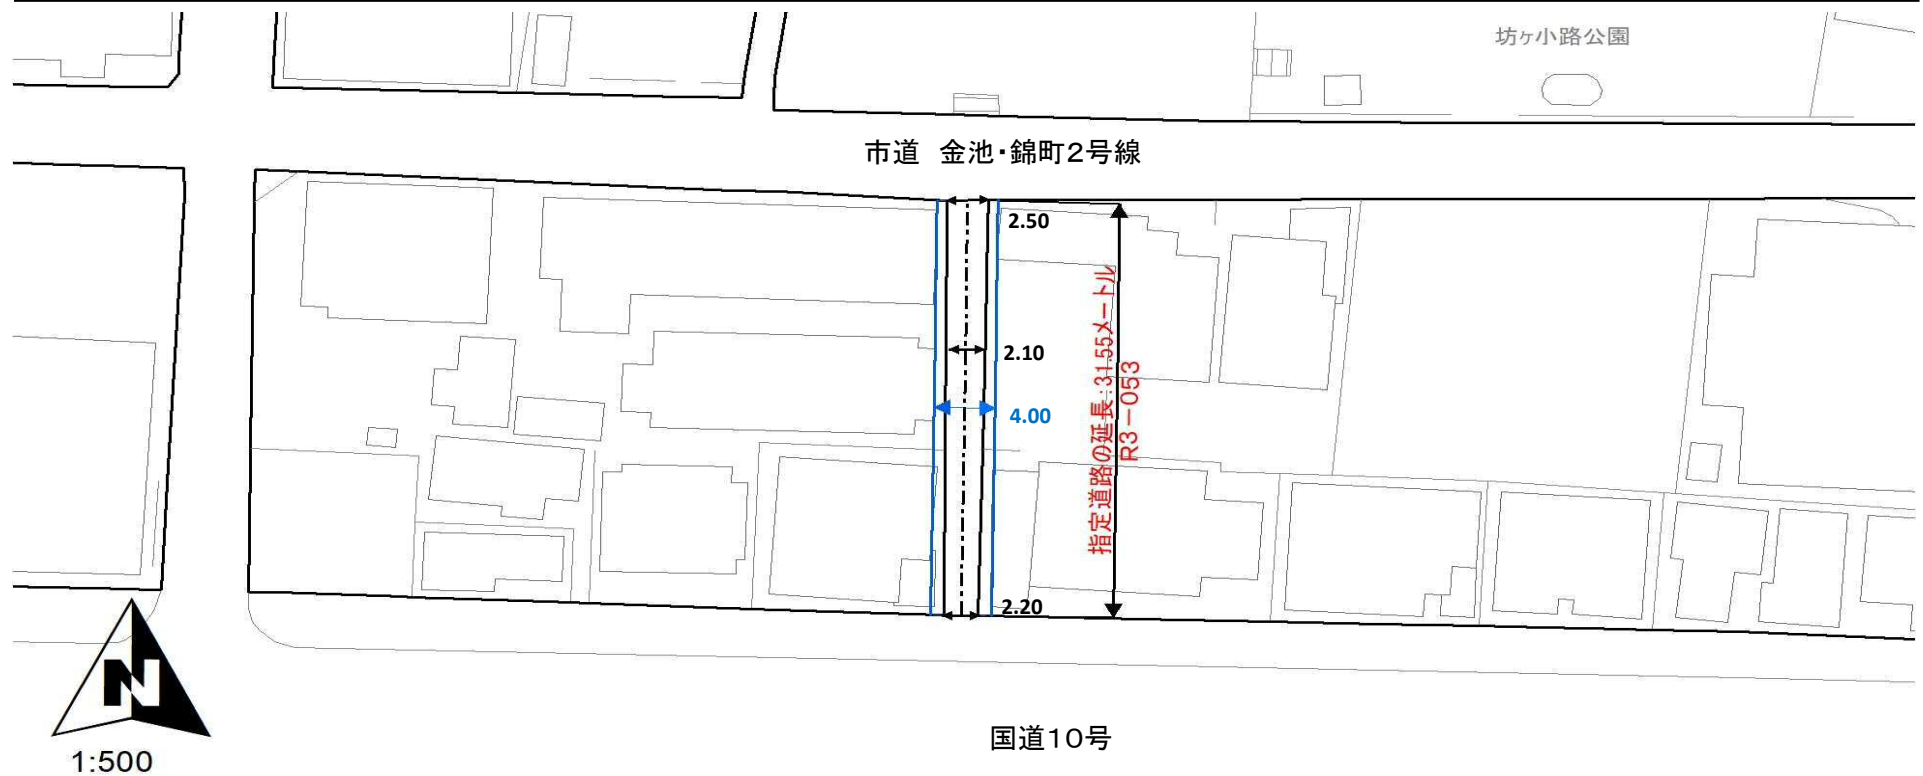 坊ヶ小路公園
市道 金池・錦町2号線
2.50
2.10
4.00
指定道路の延長:31.55メートル
R3-053
2.20
N
1:500
国道10号